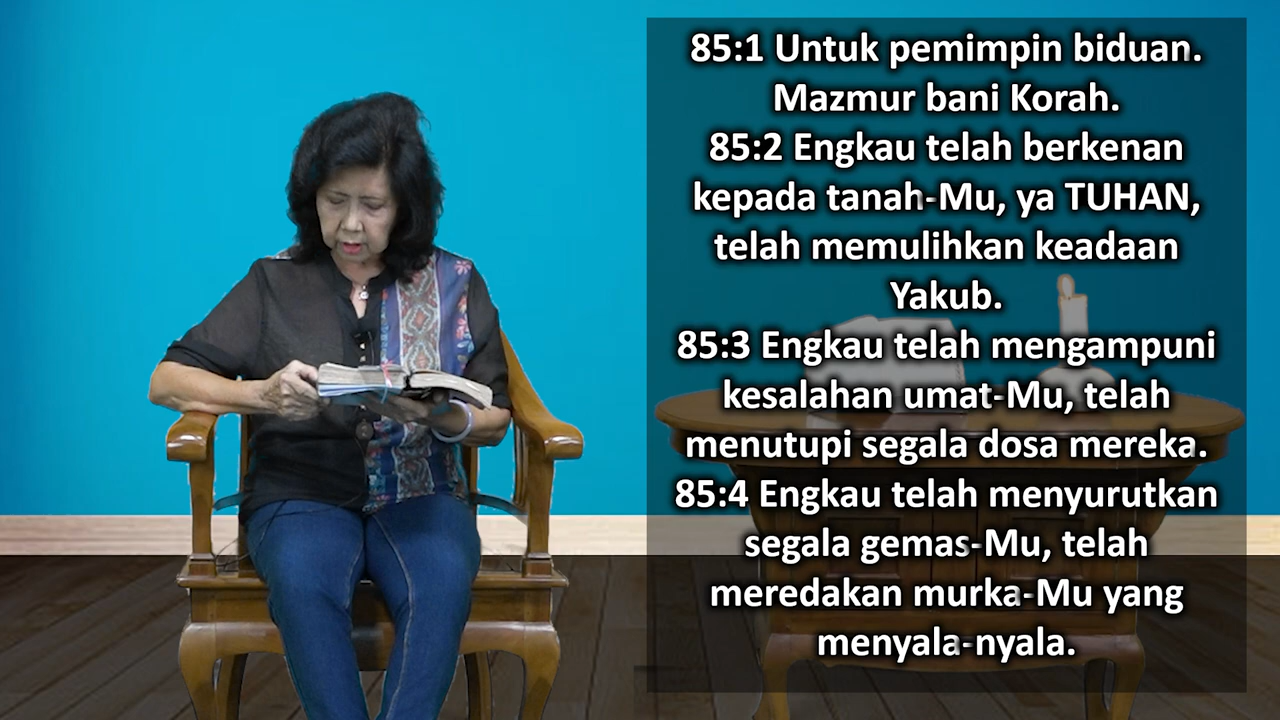 85:1 Untuk pemimpin biduan.
Mazmur bani Korah.
85:2 Engkau telah berkenan
kepada tanah-Mu, ya TUHAN,
telah memulihkan keadaan
Yakub.
85:3 Engkau telah mengampuni
kesalahan umat-Mu, telah
menutupi segala dosa mereka.
85:4 Engkau telah menyurutkan
segala gemas-Mu, telah
meredakan murka-Mu yang
menyala-nyala.